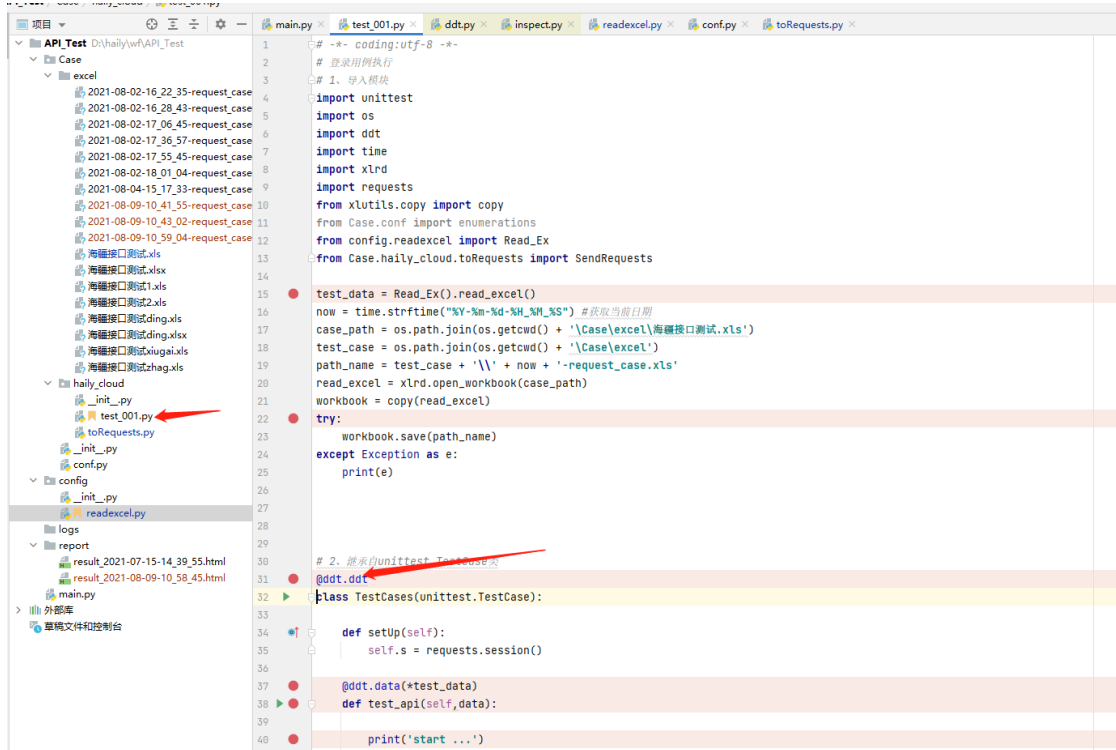 项目
main.py
test_001.py
ddt.py
inspect.py
readexcel.py
conf.py
toRequests.py
API_Test D:\haily\wf\API_Test
Case
excel
2021-08-02-16_22_35-request_case
2021-08-02-16_28_43-request_case
2021-08-02-17_06_45-request_case
2021-08-02-17_36_57-request_case
2021-08-02-17_55_45-request_case
2021-08-02-18_01_04-request_case
2021-08-04-15_17_33-request_case
2021-08-09-10_41_55-request_case
2021-08-09-10_43_02-request_case
2021-08-09-10_59_04-request_case
海疆接口测试.xls
海疆接口测试.xlsx
海疆接口测试1.xls
海疆接口测试2.xls
海疆接口测试ding.xls
海疆接口测试ding.xlsx
海疆接口测试xiugai.xls
海疆接口测试zhag.xls
haily_cloud
__init__.py
test_001.py
toRequests.py
__init__.py
conf.py
config
__init__.py
readexcel.py
logs
report
result_2021-07-15-14_39_55.html
result_2021-08-09-10_58_45.html
main.py
外部库
草稿文件和控制台
1 # -*- coding:utf-8 -*-
2 # 登录用例执行
3 # 1、导入模块
4 import unittest
5 import os
6 import ddt
7 import time
8 import xlrd
9 import requests
10 from xlutils.copy import copy
11 from Case.conf import enumerations
12 from config.readexcel import Read_Ex
13 from Case.haily_cloud.toRequests import SendRequests
14
15 test_data = Read_Ex().read_excel()
16 now = time.strftime("%Y-%m-%d-%H_%M_%S") #获取当前日期
17 case_path = os.path.join(os.getcwd() + '\Case\excel\海疆接口测试.xls')
18 test_case = os.path.join(os.getcwd() + '\Case\excel')
19 path_name = test_case + '\\' + now + '-request_case.xls'
20 read_excel = xlrd.open_workbook(case_path)
21 workbook = copy(read_excel)
22 try:
23 workbook.save(path_name)
24 except Exception as e:
25 print(e)
26
27
28
29
30 # 2、继承自unittest.TestCase类
31 @ddt.ddt
32 class TestCases(unittest.TestCase):
33
34 def setUp(self):
35 self.s = requests.session()
36
37 @ddt.data(*test_data)
38 def test_api(self,data):
39
40 print('start ...')